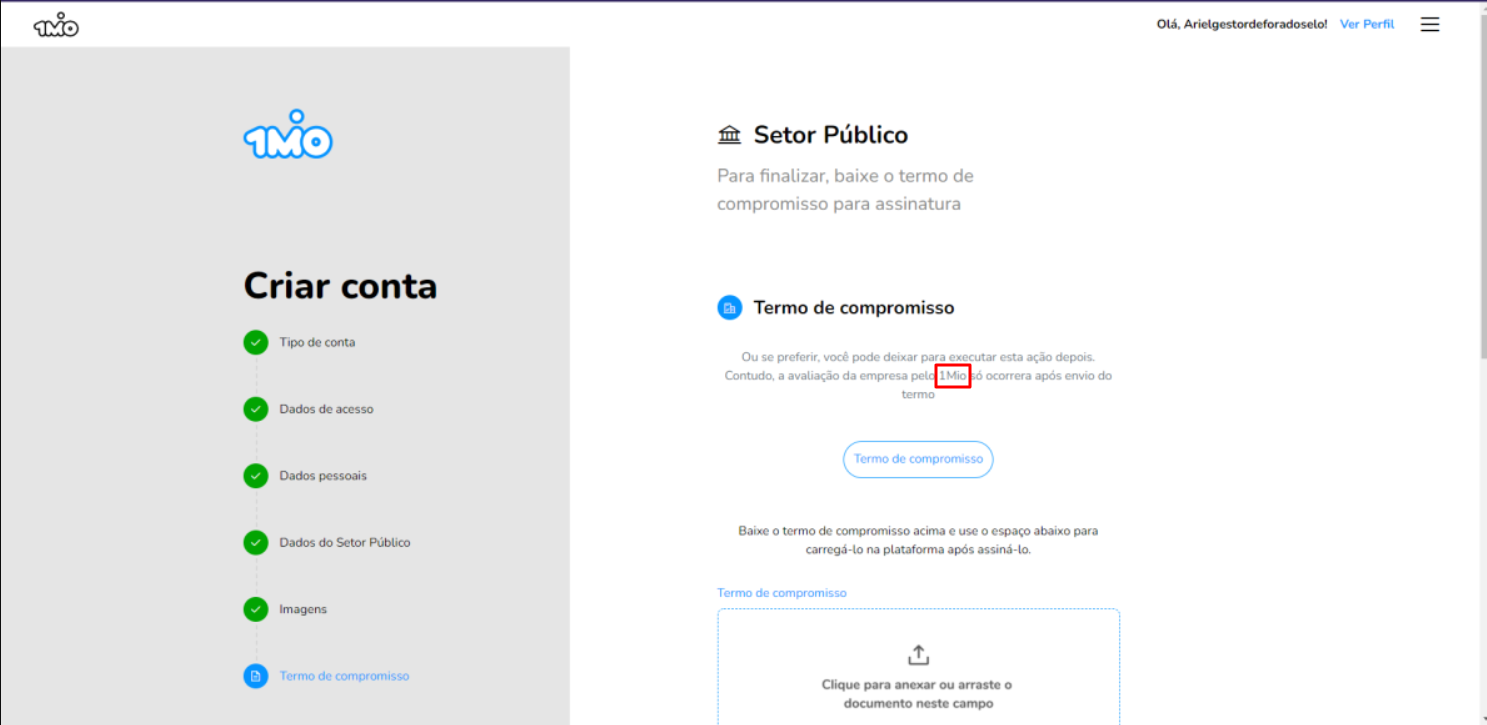 1MiO
Olá, Arielgestordeforadoselo! Ver Perfil
1MiO
Criar conta
Tipo de conta
Dados de acesso
Dados pessoais
Dados do Setor Público
Imagens
Termo de compromisso
Setor Público
Para finalizar, baixe o termo de
compromisso para assinatura
Termo de compromisso
Ou se preferir, você pode deixar para executar esta ação depois.
Contudo, a avaliação da empresa pelo 1Mio só ocorrera após envio do
termo
Termo de compromisso
Baixe o termo de compromisso acima e use o espaço abaixo para
carregá-lo na plataforma após assiná-lo.
Termo de compromisso
Clique para anexar ou arraste o
documento neste campo